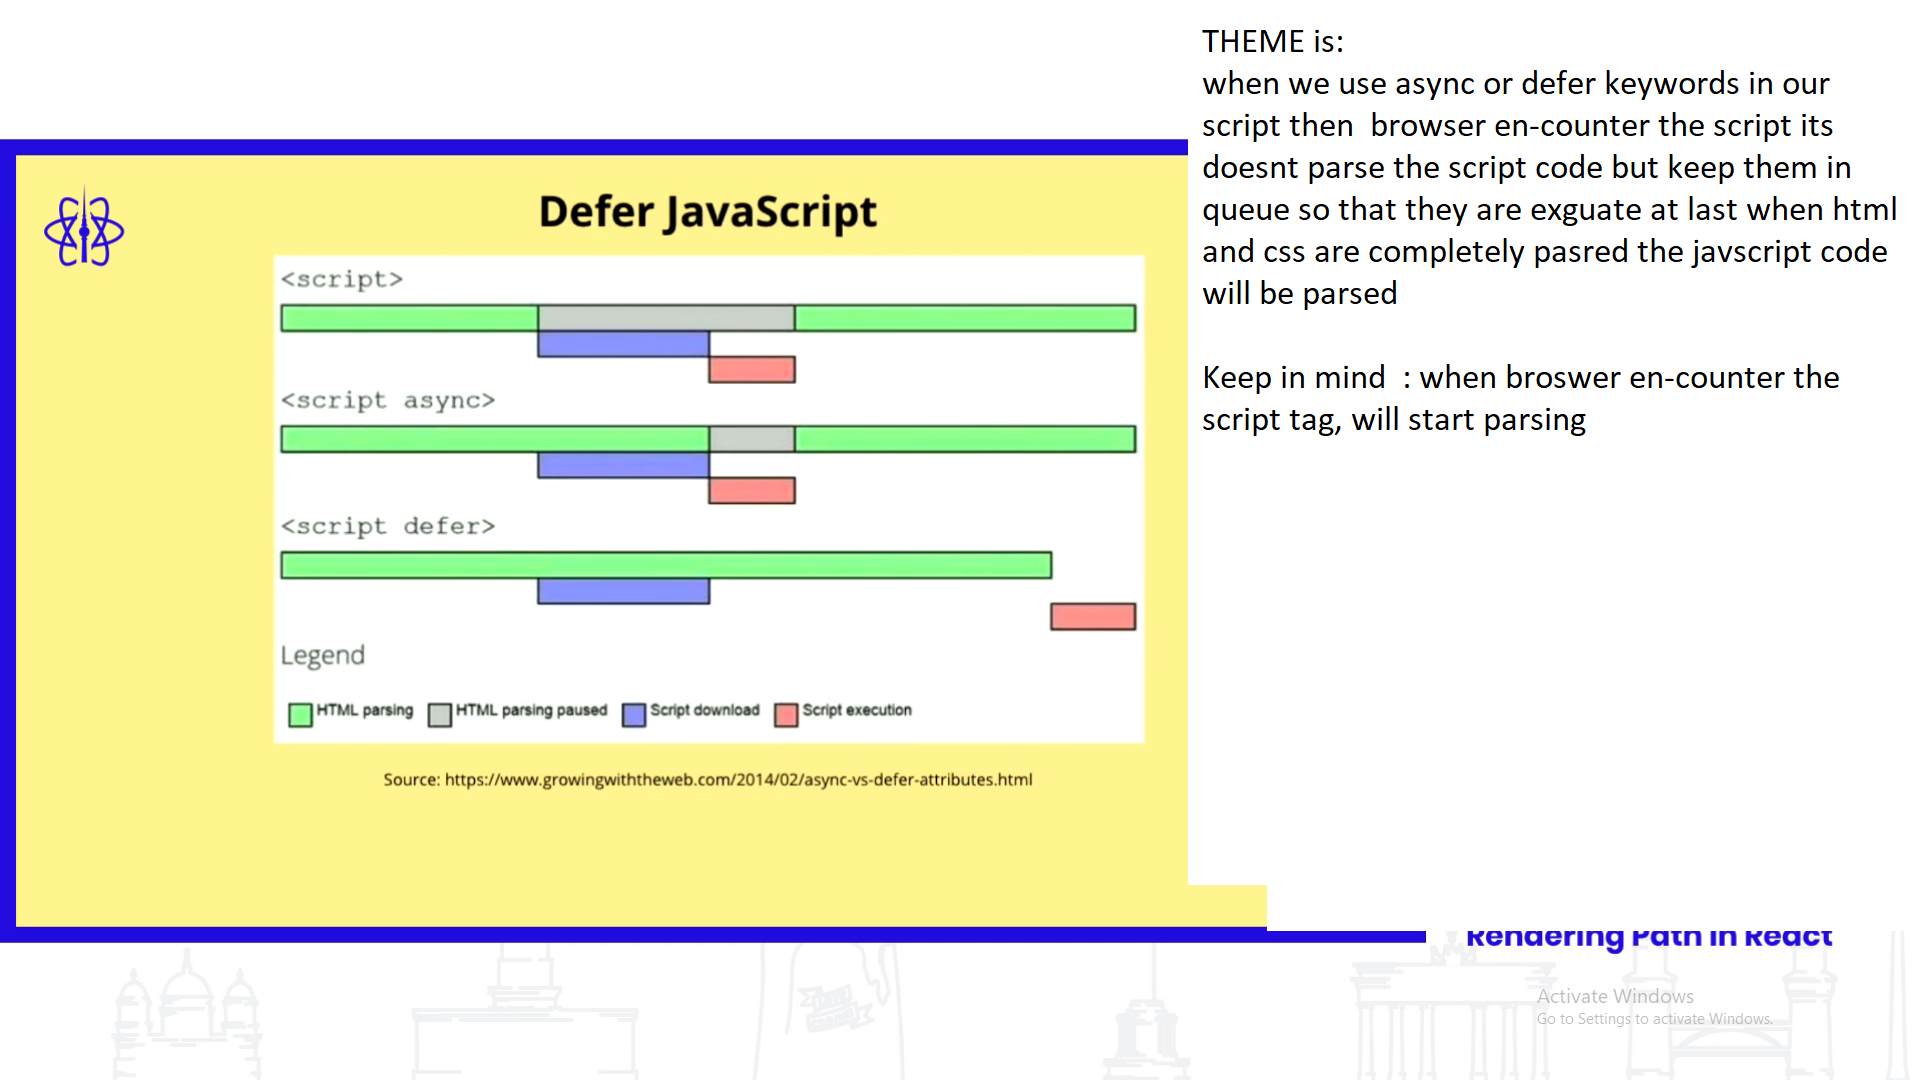 THEME is:
when we use async or defer keywords in our
script then  browser en-counter the script its
doesnt parse the script code but keep them in
queue so that they are exguate at last when html
and css are completely pasred the javscript code
will be parsed
Keep in mind  : when broswer en-counter the
script tag, will start parsing
Defer JavaScript
<script>
<script async>
<script defer>
Legend
HTML parsing
HTML parsing paused
Script download
Script execution
Source: https://www.growingwiththeweb.com/2014/02/async-vs-defer-attributes.html
Rendering Path in React
Activate Windows
Go to Settings to activate Windows.